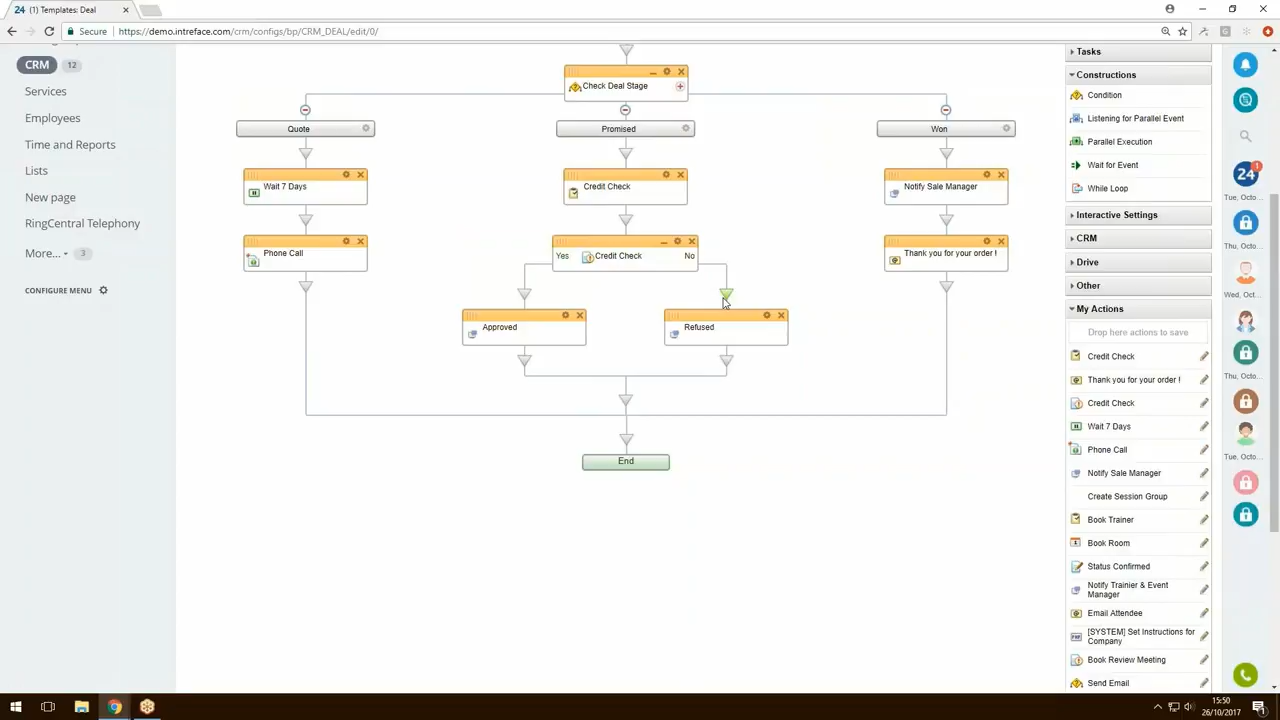 24 (1) Templates: Deal
Secure
https://demo.intreface.com/crm/configs/bp/CRM_DEAL/edit/0/
CRM
12
Services
Employees
Time and Reports
Lists
New page
RingCentral Telephony
More...
3
CONFIGURE MENU
Check Deal Stage
Quote
Promised
Won
Wait 7 Days
Credit Check
Notify Sale Manager
Phone Call
Yes
Credit Check
No
Thank you for your order !
Approved
Refused
End
Tasks
Constructions
Condition
Listening for Parallel Event
Parallel Execution
Wait for Event
While Loop
Interactive Settings
CRM
Drive
Other
My Actions
Drop here actions to save
Credit Check
Thank you for your order !
Credit Check
Wait 7 Days
Phone Call
Notify Sale Manager
Create Session Group
Book Trainer
Book Room
Status Confirmed
Notify Trainier & Event
Manager
Email Attendee
[SYSTEM] Set Instructions for
Company
Book Review Meeting
Send Email
24
1
Tue, Octo...
Thu, Octo...
Wed, Octo...
Thu, Octo...
Tue, Octo...
15:50
26/10/2017
1